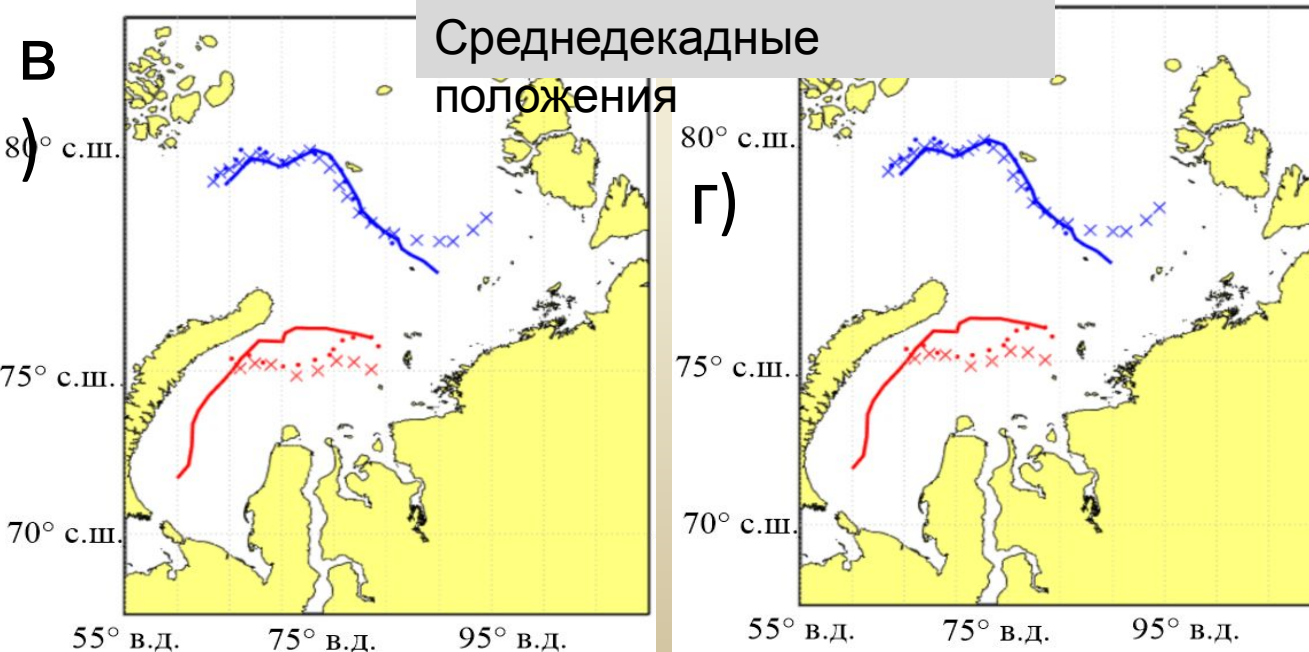 Среднедекадные
положения
в
)
80° с.ш.
75° с.ш.
70° с.ш.
55° в.д.
75° в.д.
95° в.д.
г)
80° с.ш.
75° с.ш.
70° с.ш.
55° в.д.
75° в.д.
95° в.д.